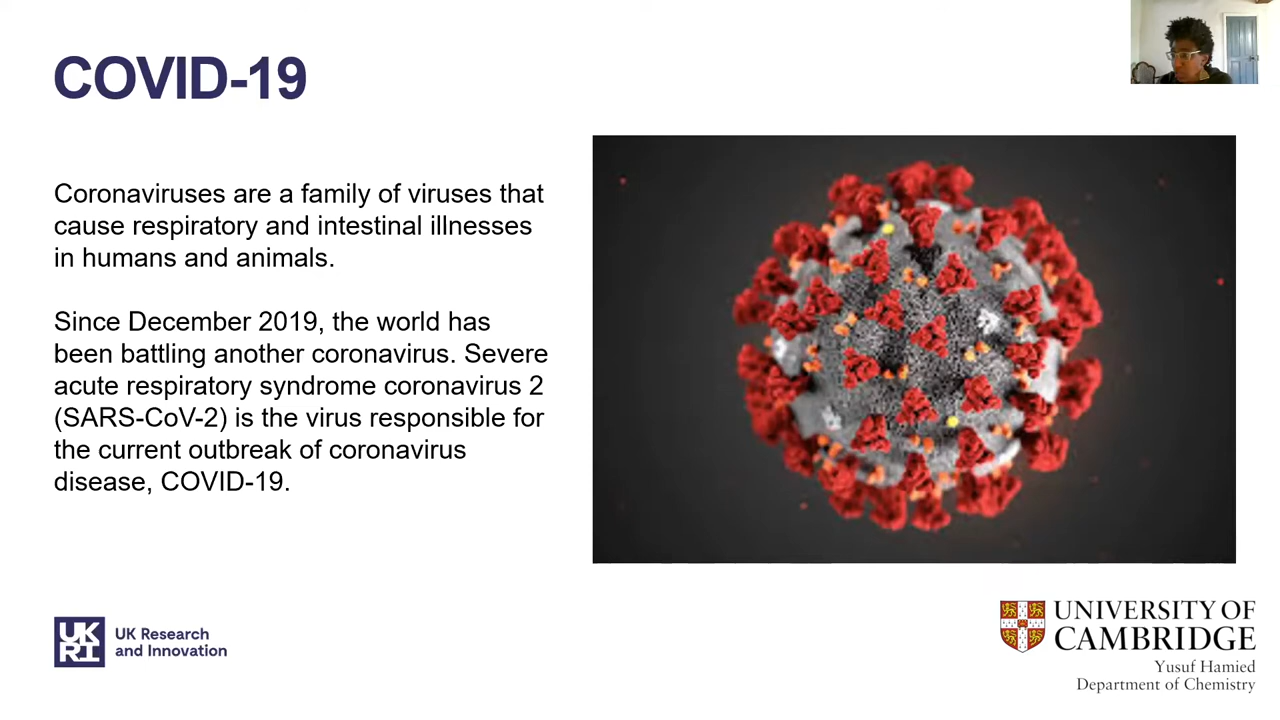 COVID-19
Coronaviruses are a family of viruses that
cause respiratory and intestinal illnesses
in humans and animals.
Since December 2019, the world has
been battling another coronavirus. Severe
acute respiratory syndrome coronavirus 2
(SARS-CoV-2) is the virus responsible for
the current outbreak of coronavirus
disease, COVID-19.
UK
RI
UK Research
and Innovation
UNIVERSITY OF
CAMBRIDGE
Yusuf Hamied
Department of Chemistry